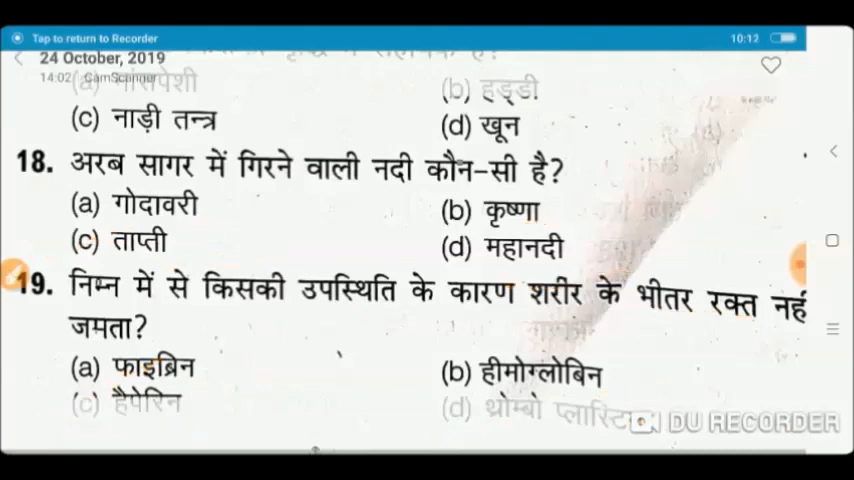 Tap to return to Recorder
10:12
24 October, 2019
14:02 CamScanner
(a) मांसपेशी (b) हड्डी
(c) नाड़ी तन्त्र (d) खून
18. अरब सागर में गिरने वाली नदी कौन-सी है?
(a) गोदावरी (b) कृष्णा
(c) ताप्ती (d) महानदी
19. निम्न में से किसकी उपस्थिति के कारण शरीर के भीतर रक्त नहीं
जमता?
(a) फाइब्रिन (b) हीमोग्लोबिन
(c) हैपेरिन (d) थ्रोम्बो
DU RECORDER